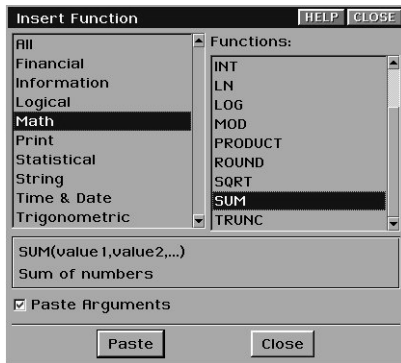 Insert Function HELP CLOSE
All
Financial
Information
Logical
Math
Print
Statistical
String
Time & Date
Trigonometric
Functions:
INT
LN
LOG
MOD
PRODUCT
ROUND
SQRT
SUM
TRUNC
SUM(value1,value2,...)
Sum of numbers
Paste Arguments
Paste Close